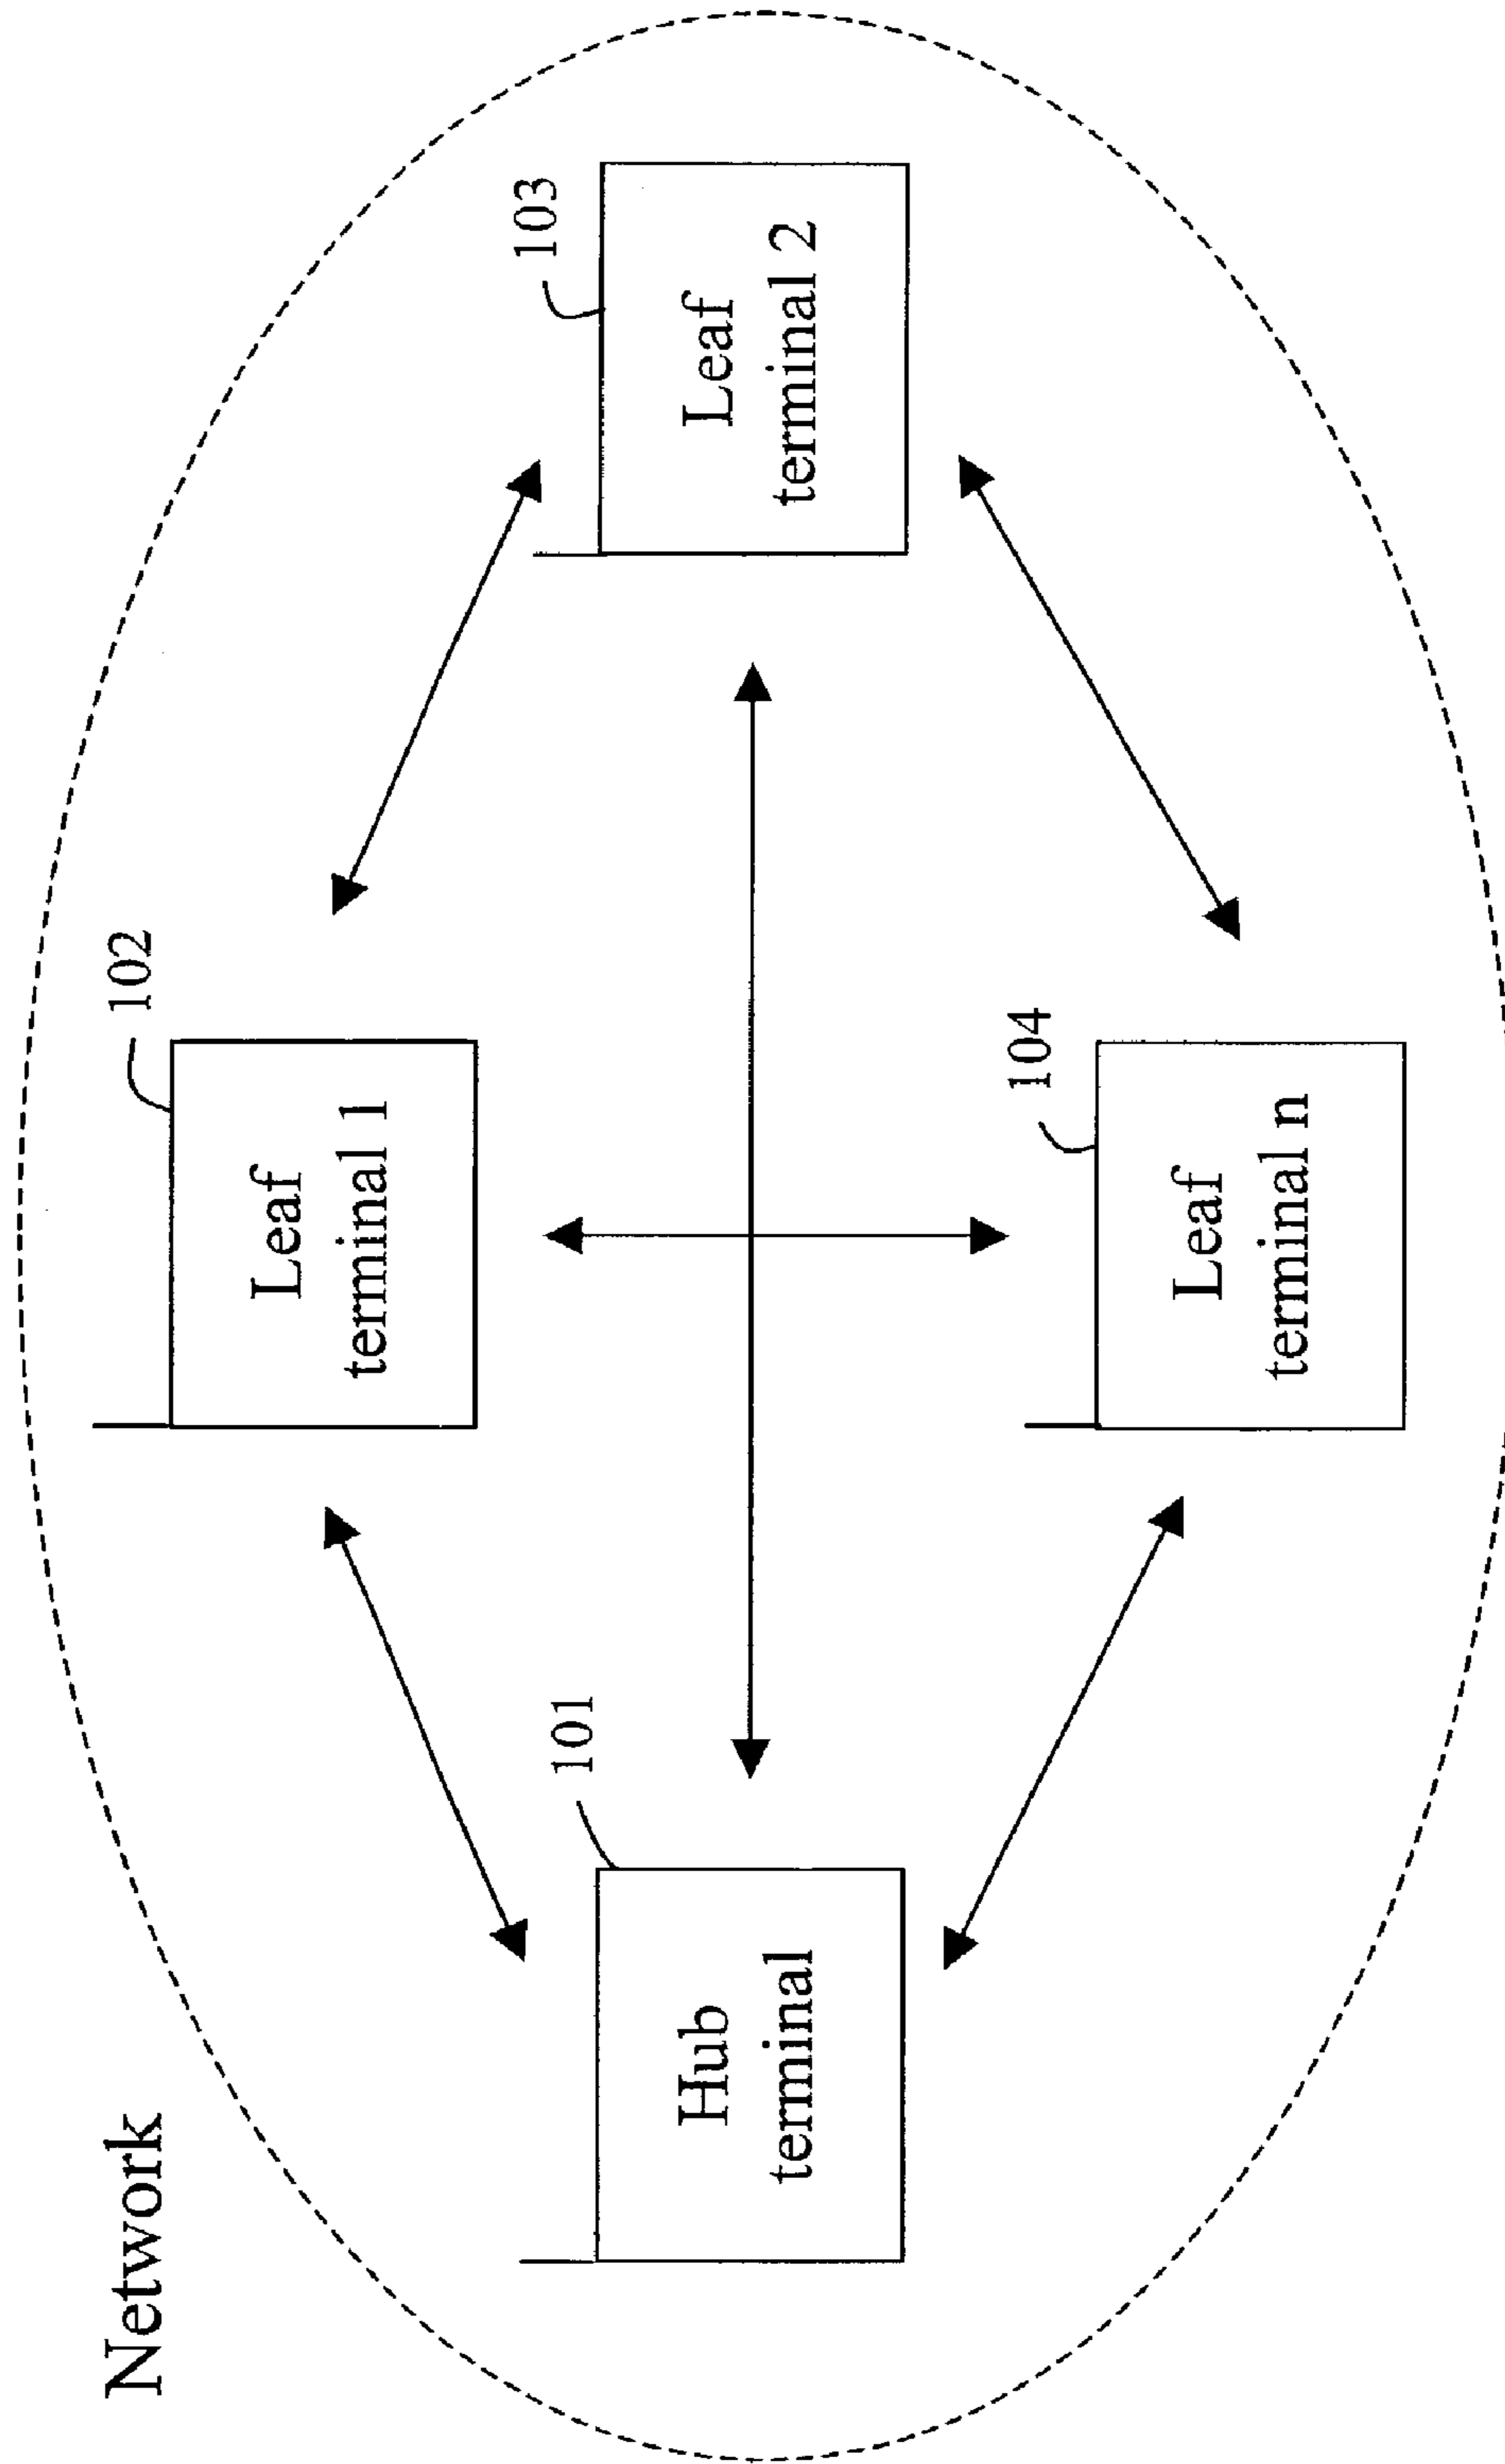 Network
102
Leaf
terminal 1
101
Hub
terminal
103
Leaf
terminal 2
104
Leaf
terminal n